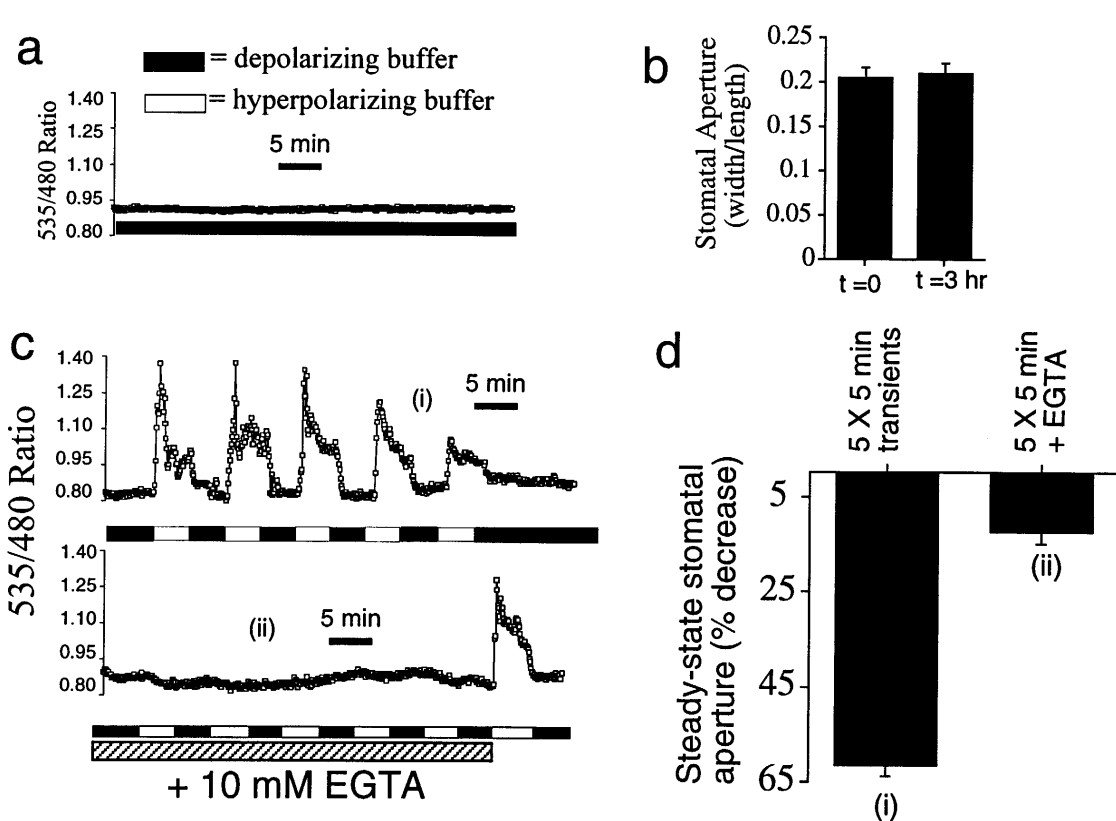 a
= depolarizing buffer
= hyperpolarizing buffer
5 min
535/480 Ratio
1.40
1.25
1.10
0.95
0.80
b
Stomatal Aperture
(width/length)
0.25
0.2
0.15
0.1
0.05
0
t =0
t =3 hr
c
535/480 Ratio
1.40
1.25
1.10
0.95
0.80
(i)
5 min
1.40
1.25
1.10
0.95
0.80
(ii)
5 min
+ 10 mM EGTA
d
5 X 5 min
transients
5 X 5 min
+ EGTA
Steady-state stomatal
aperture (% decrease)
5
25
45
65
(i)
(ii)